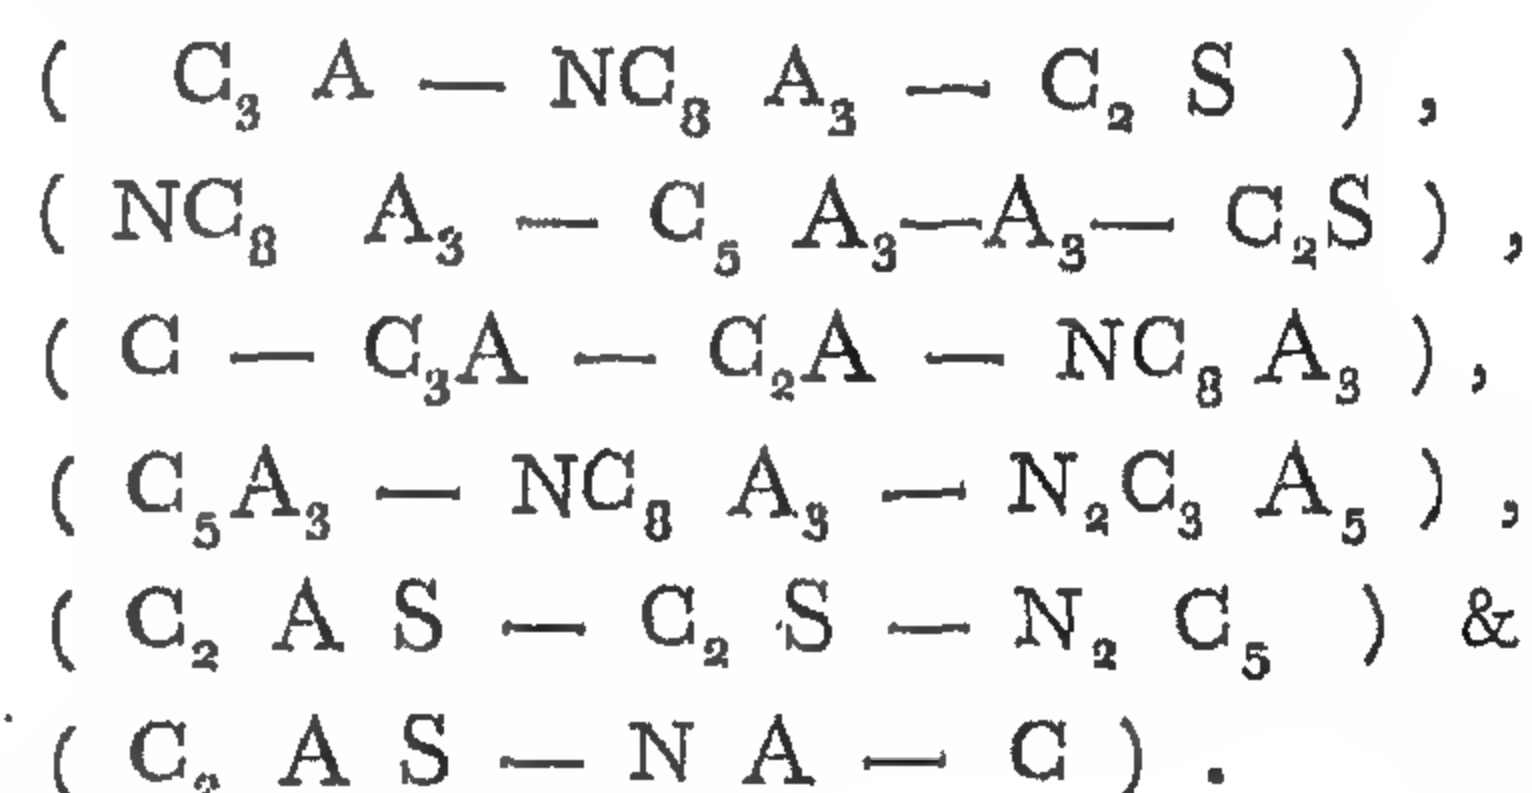 ( C₃ A — NC₈ A₃ — C₂ S ) ,
( NC₈ A₃ — C₅ A₃—A₃— C₂S ) ,
( C — C₃A — C₂A — NC₈ A₃ ) ,
( C₅A₃ — NC₈ A₃ — N₂C₃ A₅ ) ,
( C₂ A S — C₂ S — N₂ C₅ ) &
( C₂ A S — N A — C ) .